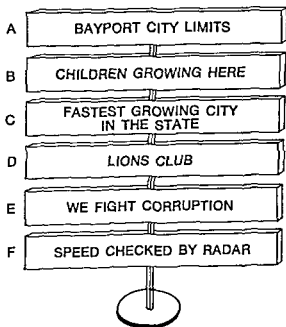 A BAYPORT CITY LIMITS
B CHILDREN GROWING HERE
C FASTEST GROWING CITY
IN THE STATE
D LIONS CLUB
E WE FIGHT CORRUPTION
F SPEED CHECKED BY RADAR